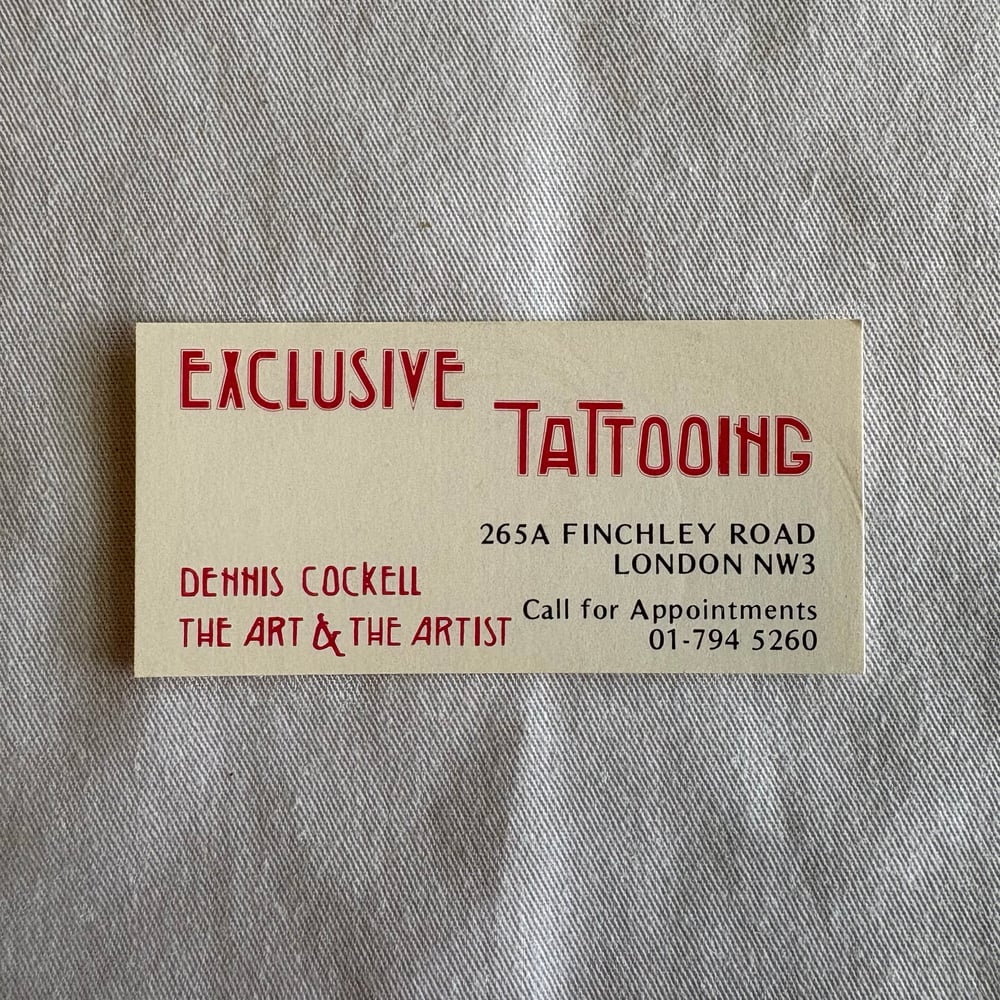 EXCLUSIVE
TATTOOING
265A FINCHLEY ROAD
LONDON NW3
DENNIS COCKELL
THE ART & THE ARTIST
Call for Appointments
01-794 5260